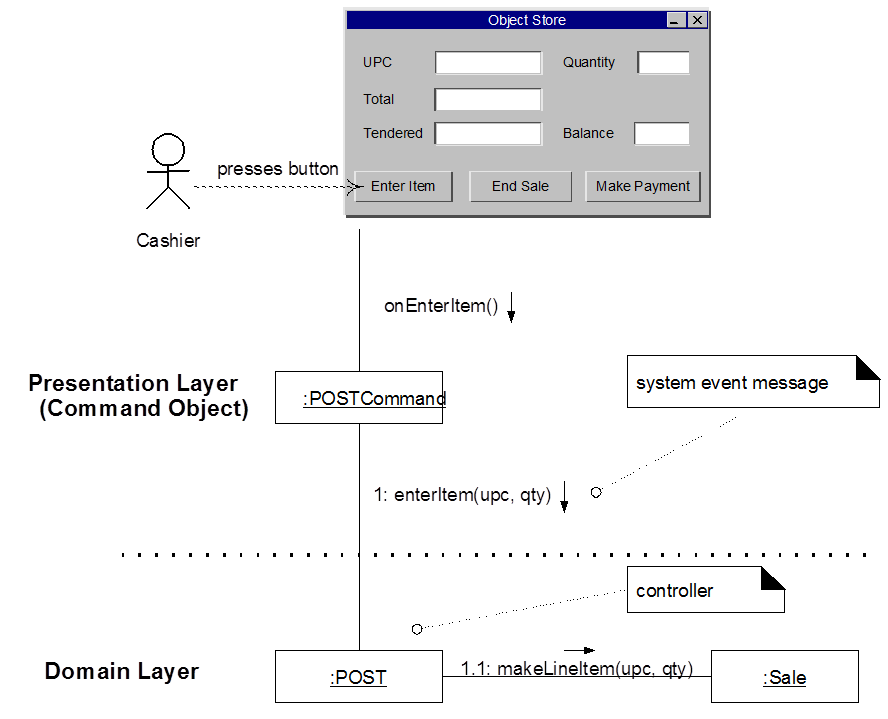 Object Store
UPC
Quantity
Total
Tendered
Balance
presses button
Enter Item
End Sale
Make Payment
Cashier
onEnterItem()
Presentation Layer
(Command Object)
:POSTCommand
system event message
1: enterItem(upc, qty)
controller
Domain Layer
:POST
1.1: makeLineItem(upc, qty)
:Sale